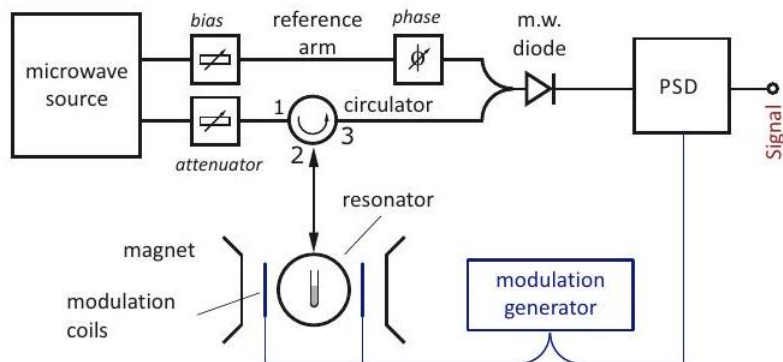 bias
reference
arm
phase
m.w.
diode
microwave
source
PSD
Signal
attenuator
1
circulator
2
3
resonator
magnet
modulation
coils
modulation
generator